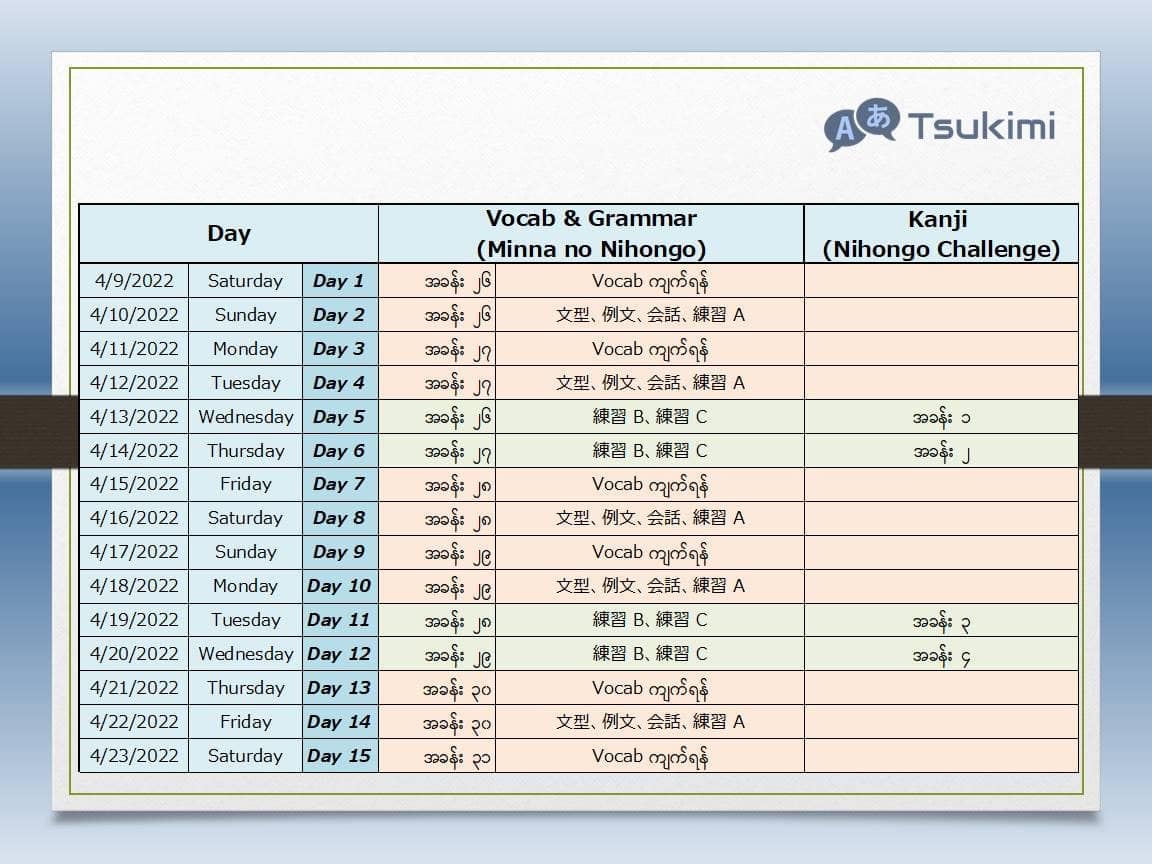 Aあ Tsukimi
Day Vocab & Grammar Kanji
(Minna no Nihongo) (Nihongo Challenge)
4/9/2022 Saturday Day 1 အခန်း ၂၆ Vocab ကျက်ရန်
4/10/2022 Sunday Day 2 အခန်း ၂၆ 文型、例文、会話、練習 A
4/11/2022 Monday Day 3 အခန်း ၂၇ Vocab ကျက်ရန်
4/12/2022 Tuesday Day 4 အခန်း ၂၇ 文型、例文、会話、練習 A
4/13/2022 Wednesday Day 5 အခန်း ၂၆ 練習 B、練習 C အခန်း ၁
4/14/2022 Thursday Day 6 အခန်း ၂၇ 練習 B、練習 C အခန်း ၂
4/15/2022 Friday Day 7 အခန်း ၂၈ Vocab ကျက်ရန်
4/16/2022 Saturday Day 8 အခန်း ၂၈ 文型、例文、会話、練習 A
4/17/2022 Sunday Day 9 အခန်း ၂၉ Vocab ကျက်ရန်
4/18/2022 Monday Day 10 အခန်း ၂၉ 文型、例文、会話、練習 A
4/19/2022 Tuesday Day 11 အခန်း ၂၈ 練習 B、練習 C အခန်း ၃
4/20/2022 Wednesday Day 12 အခန်း ၂၉ 練習 B、練習 C အခန်း ၄
4/21/2022 Thursday Day 13 အခန်း ၃၀ Vocab ကျက်ရန်
4/22/2022 Friday Day 14 အခန်း ၃၀ 文型、例文、会話、練習 A
4/23/2022 Saturday Day 15 အခန်း ၃၁ Vocab ကျက်ရန်